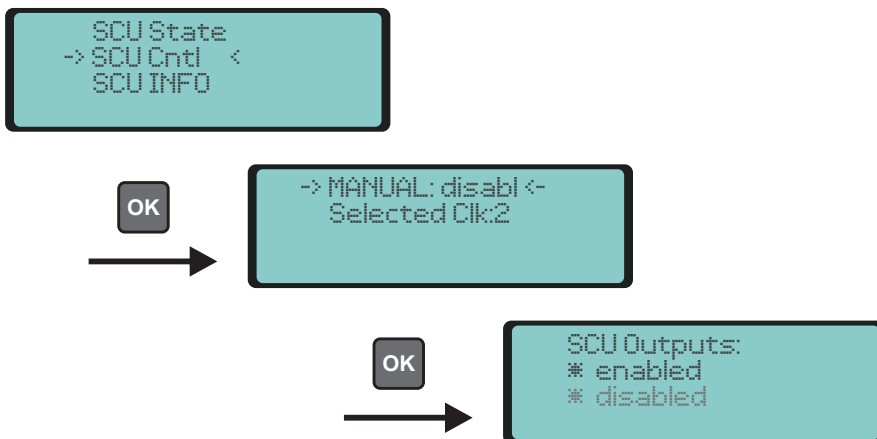 SCU State
-> SCU Cntl <
SCU INFO
OK
-> MANUAL: disabl <-
Selected Clk:2
OK
SCU Outputs:
* enabled
* disabled